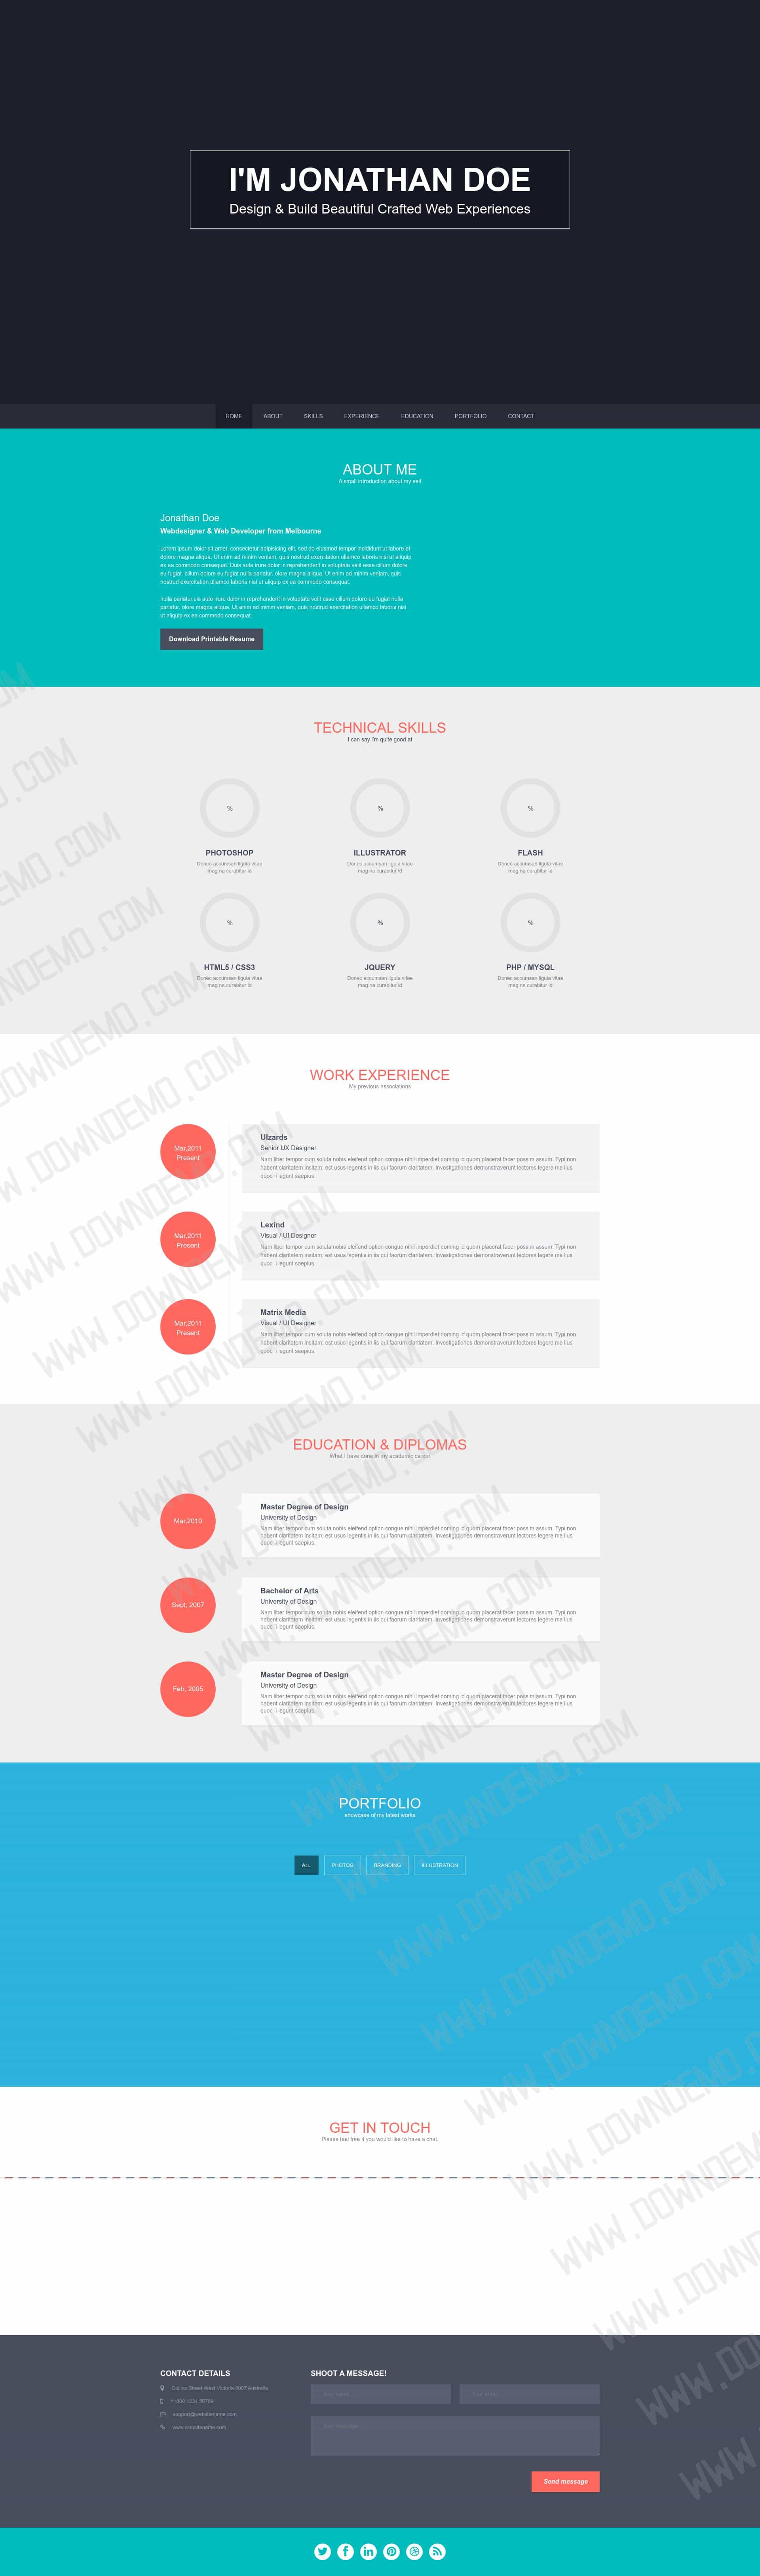 I'M JONATHAN DOE
Design & Build Beautiful Crafted Web Experiences
HOME ABOUT SKILLS EXPERIENCE EDUCATION PORTFOLIO CONTACT
ABOUT ME
A small introduction about my self
Jonathan Doe
Webdesigner & Web Developer from Melbourne
Lorem ipsum dolor sit amet, consectetur adipisicing elit, sed do eiusmod tempor incididunt ut labore et
dolore magna aliqua. Ut enim ad minim veniam, quis nostrud exercitation ullamco laboris nisi ut aliquip
ex ea commodo consequat. Duis aute irure dolor in reprehenderit in voluptate velit esse cillum dolore
eu fugiat. cillum dolore eu fugiat nulla pariatur. olore magna aliqua. Ut enim ad minim veniam, quis
nostrud exercitation ullamco laboris nisi ut aliquip ex ea commodo consequat.
nulla pariatur.uis aute irure dolor in reprehenderit in voluptate velit esse cillum dolore eu fugiat nulla
pariatur. olore magna aliqua. Ut enim ad minim veniam, quis nostrud exercitation ullamco laboris nisi
ut aliquip ex ea commodo consequat.
Download Printable Resume
TECHNICAL SKILLS
I can say i'm quite good at
% % %
PHOTOSHOP ILLUSTRATOR FLASH
Donec accumsan ligula vitae Donec accumsan ligula vitae Donec accumsan ligula vitae
mag na curabitur id mag na curabitur id mag na curabitur id
% % %
HTML5 / CSS3 JQUERY PHP / MYSQL
Donec accumsan ligula vitae Donec accumsan ligula vitae Donec accumsan ligula vitae
mag na curabitur id mag na curabitur id mag na curabitur id
WORK EXPERIENCE
My previous associations
Mar,2011
Present
UIzards
Senior UX Designer
Nam liber tempor cum soluta nobis eleifend option congue nihil imperdiet doming id quom placerat facer possim assum. Typi non
habent claritatem insitam; est usus legentis in iis qui faorum claritatem. Investigationes demonstraverunt lectores legere me lius
quod ii legunt saepius.
Mar,2011
Present
Lexind
Visual / UI Designer
Nam liber tempor cum soluta nobis eleifend option congue nihil imperdiet doming id quom placerat facer possim assum. Typi non
habent claritatem insitam; est usus legentis in iis qui faorum claritatem. Investigationes demonstraverunt lectores legere me lius
quod ii legunt saepius.
Mar,2011
Present
Matrix Media
Visual / UI Designer
Nam liber tempor cum soluta nobis eleifend option congue nihil imperdiet doming id quom placerat facer possim assum. Typi non
habent claritatem insitam; est usus legentis in iis qui faorum claritatem. Investigationes demonstraverunt lectores legere me lius
quod ii legunt saepius.
EDUCATION & DIPLOMAS
What I have done in my academic career
Mar,2010
Master Degree of Design
University of Design
Nam liber tempor cum soluta nobis eleifend option congue nihil imperdiet doming id quom placerat facer possim assum. Typi non
habent claritatem insitam; est usus legentis in iis qui faorum claritatem. Investigationes demonstraverunt lectores legere me lius
quod ii legunt saepius.
Sept, 2007
Bachelor of Arts
University of Design
Nam liber tempor cum soluta nobis eleifend option congue nihil imperdiet doming id quom placerat facer possim assum. Typi non
habent claritatem insitam; est usus legentis in iis qui faorum claritatem. Investigationes demonstraverunt lectores legere me lius
quod ii legunt saepius.
Feb, 2005
Master Degree of Design
University of Design
Nam liber tempor cum soluta nobis eleifend option congue nihil imperdiet doming id quom placerat facer possim assum. Typi non
habent claritatem insitam; est usus legentis in iis qui faorum claritatem. Investigationes demonstraverunt lectores legere me lius
quod ii legunt saepius.
PORTFOLIO
showcase of my latest works
ALL PHOTOS BRANDING ILLUSTRATION
GET IN TOUCH
Please feel free if you would like to have a chat.
CONTACT DETAILS
Collins Street West Victoria 8007 Australia
+1900 1234 56789
support@websitename.com
www.websitename.com
SHOOT A MESSAGE!
Your name Your email
Your message
Send message
WWW.DOWNDEMO.COM